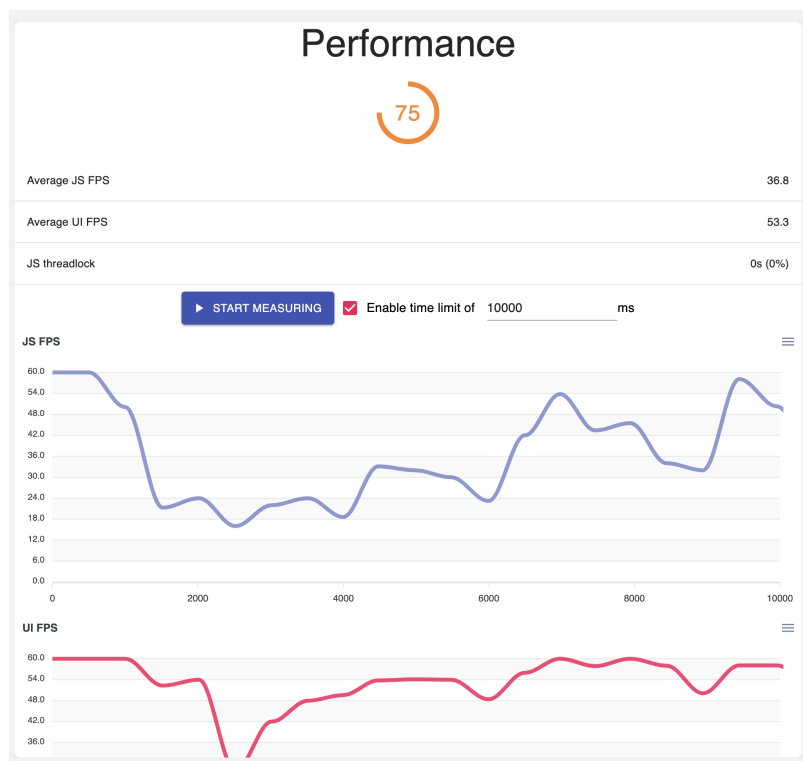 Performance
75
Average JS FPS 36.8
Average UI FPS 53.3
JS threadlock 0s (0%)
START MEASURING Enable time limit of 10000 ms
JS FPS
60.0
54.0
48.0
42.0
36.0
30.0
24.0
18.0
12.0
6.0
0.0
0 2000 4000 6000 8000 10000
UI FPS
60.0
54.0
48.0
42.0
36.0